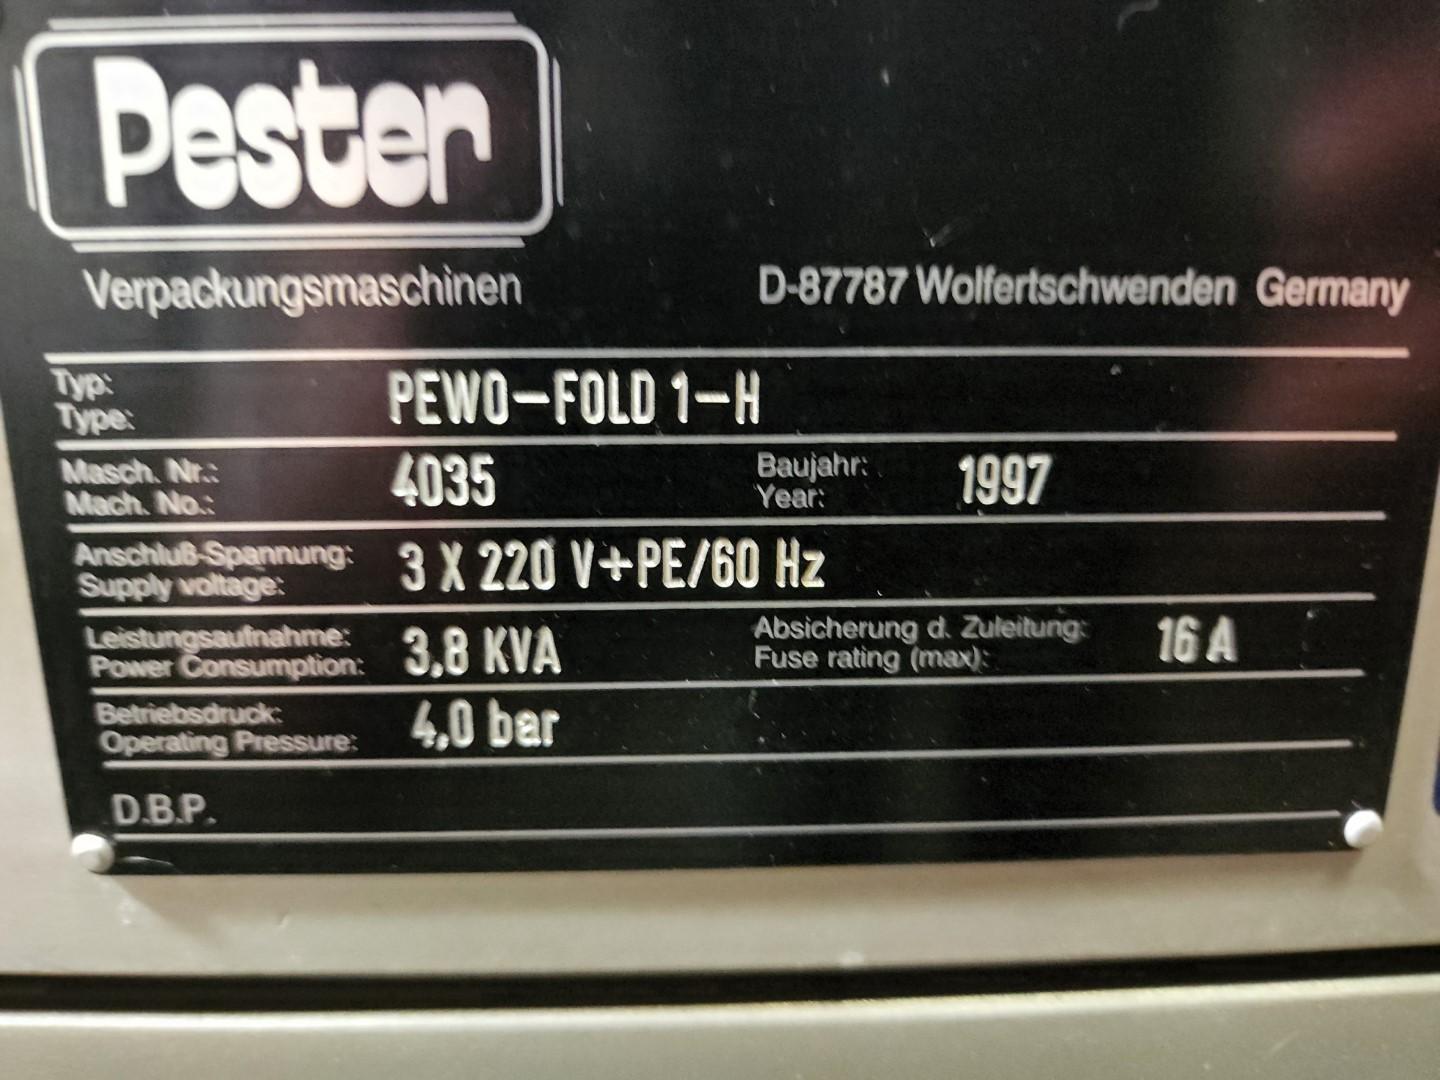 Pester
Verpackungsmaschinen D-87787 Wolfertschwenden Germany
Typ:
Type: PEWO-FOLD 1-H
Masch. Nr.:
Mach. No.: 4035
Baujahr:
Year: 1997
Anschluß-Spannung:
Supply voltage: 3 X 220 V+PE/60 Hz
Leistungsaufnahme:
Power Consumption: 3,8 KVA
Absicherung d. Zuleitung:
Fuse rating (max): 16 A
Betriebsdruck:
Operating Pressure: 4,0 bar
D.B.P.